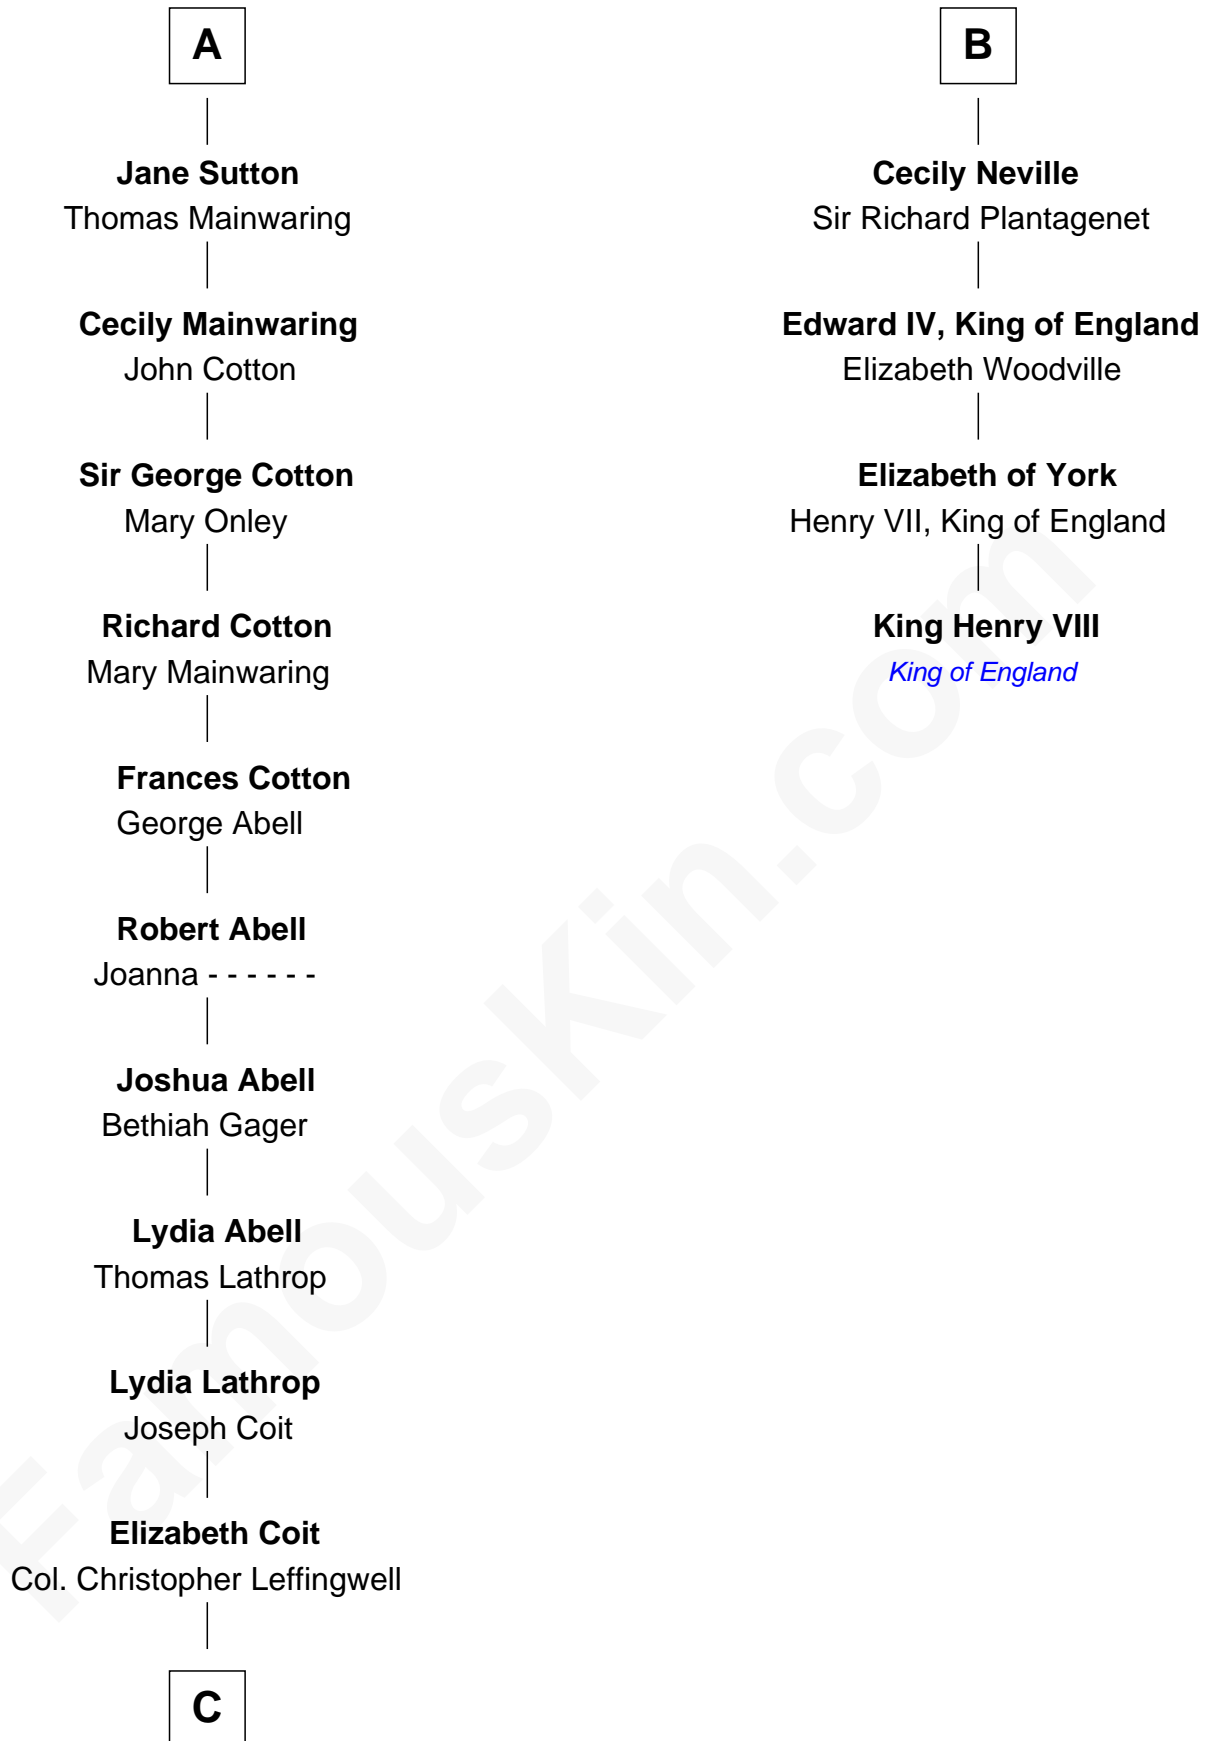 A
Jane Sutton
Thomas Mainwaring
Cecily Mainwaring
John Cotton
Sir George Cotton
Mary Onley
Richard Cotton
Mary Mainwaring
Frances Cotton
George Abell
Robert Abell
Joanna - - - - - -
Joshua Abell
Bethiah Gager
Lydia Abell
Thomas Lathrop
Lydia Lathrop
Joseph Coit
Elizabeth Coit
Col. Christopher Leffingwell
C
B
Cecily Neville
Sir Richard Plantagenet
Edward IV, King of England
Elizabeth Woodville
Elizabeth of York
Henry VII, King of England
King Henry VIII
King of England
FamousKin.com